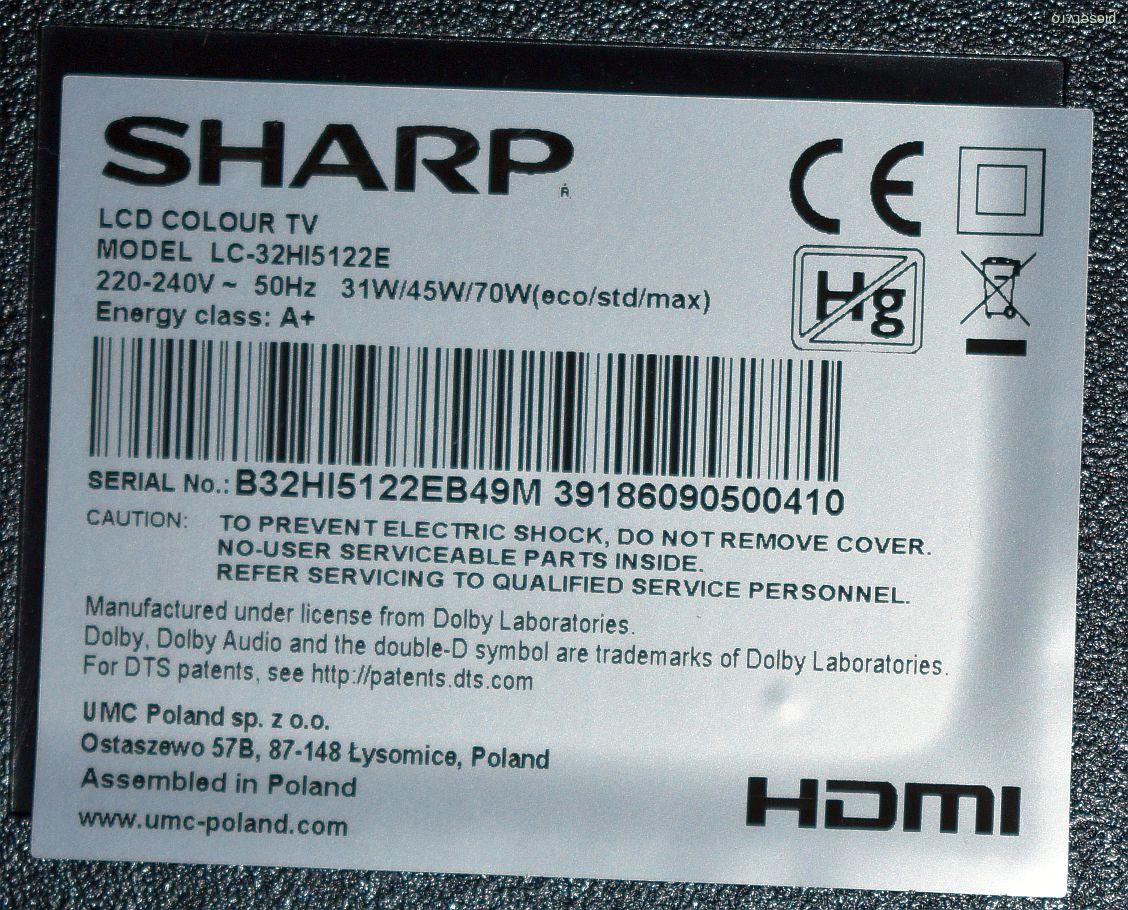 SHARP
LCD COLOUR TV
MODEL LC-32HI5122E
220-240V ~ 50Hz 31W/45W/70W(eco/std/max)
Energy class: A+
CE
Hg
SERIAL No.: B32HI5122EB49M 39186090500410
CAUTION: TO PREVENT ELECTRIC SHOCK, DO NOT REMOVE COVER.
NO-USER SERVICEABLE PARTS INSIDE.
REFER SERVICING TO QUALIFIED SERVICE PERSONNEL.
Manufactured under license from Dolby Laboratories.
Dolby, Dolby Audio and the double-D symbol are trademarks of Dolby Laboratories.
For DTS patents, see http://patents.dts.com
UMC Poland sp. z o.o.
Ostaszewo 57B, 87-148 Łysomice, Poland
Assembled in Poland
www.umc-poland.com
HDMI